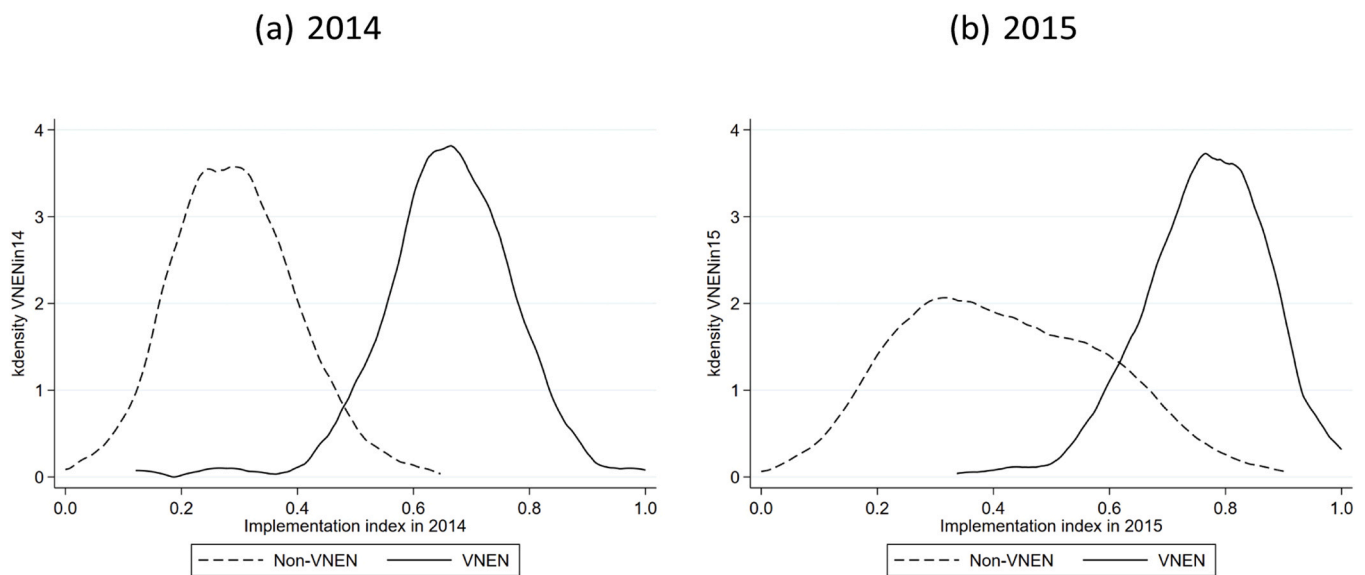 (a) 2014
kdensity VNENin14
4
3
2
1
0
0.0 0.2 0.4 0.6 0.8 1.0
Implementation index in 2014
Non-VNEN VNEN
(b) 2015
kdensity VNENin15
4
3
2
1
0
0.0 0.2 0.4 0.6 0.8 1.0
Implementation index in 2015
Non-VNEN VNEN